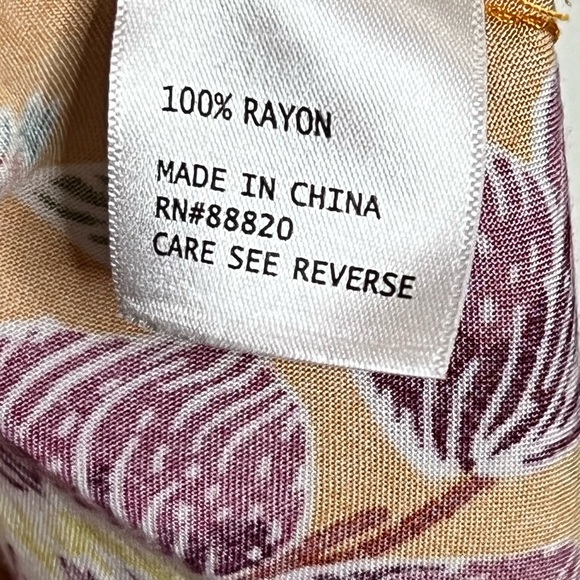 100% RAYON
MADE IN CHINA
RN#88820
CARE SEE REVERSE